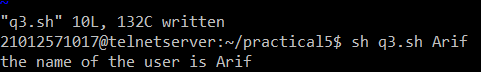 ~
"q3.sh" 10L, 132C written
21012571017@telnetserver:~/practical5$ sh q3.sh Arif
the name of the user is Arif